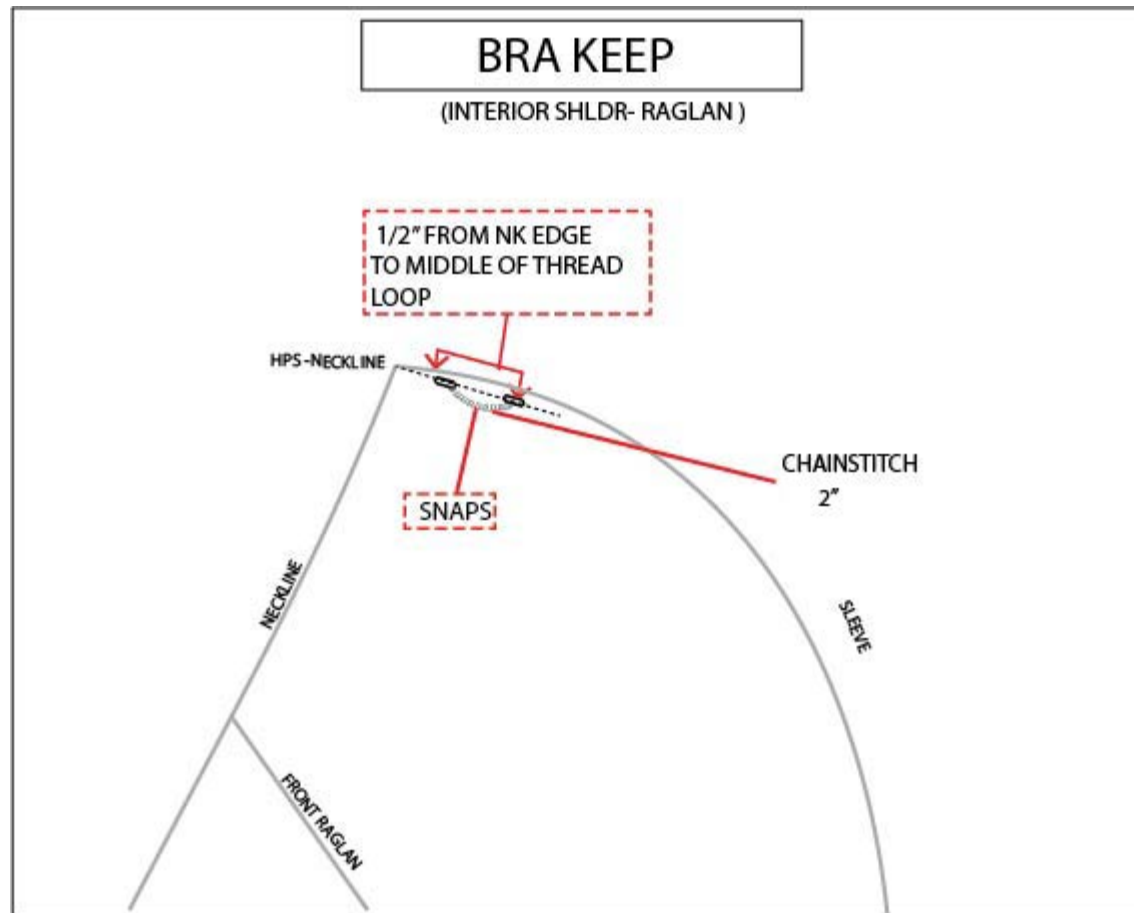 BRA KEEP
(INTERIOR SHLDR- RAGLAN )
1/2" FROM NK EDGE
TO MIDDLE OF THREAD
LOOP
HPS -NECKLINE
CHAINSTITCH
2"
SNAPS
NECKLINE
SLEEVE
FRONT RAGLAN